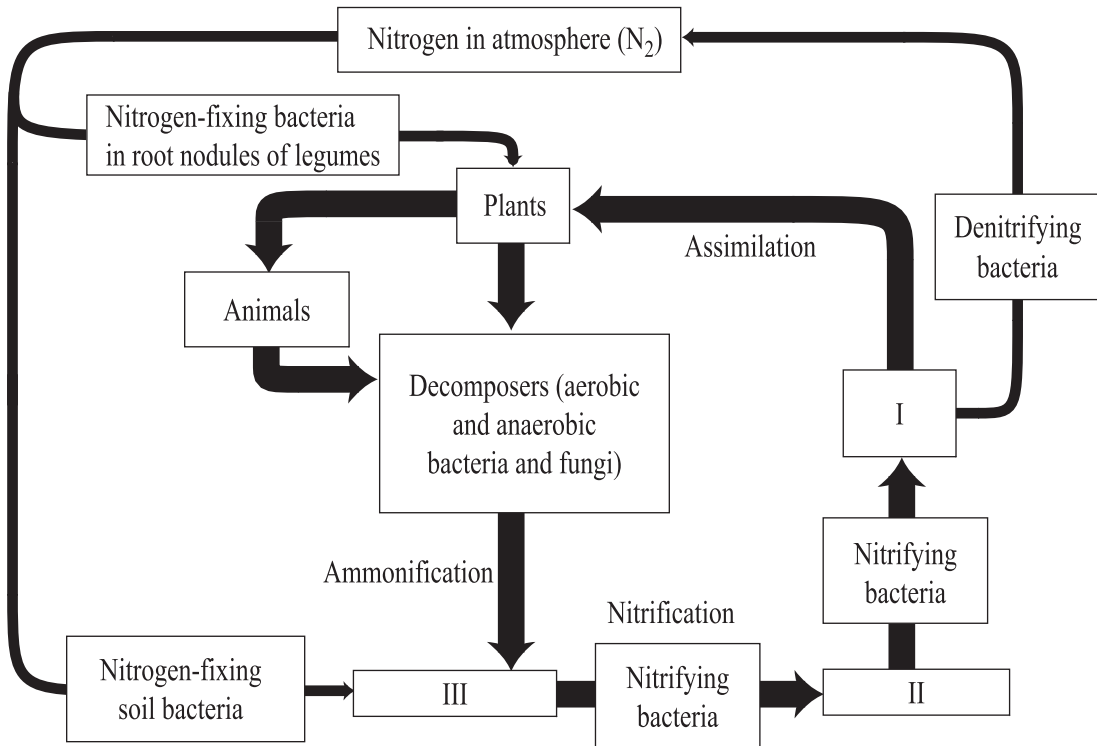 Nitrogen in atmosphere (N₂)
Nitrogen-fixing bacteria
in root nodules of legumes
Plants
Assimilation
Denitrifying
bacteria
Animals
Decomposers (aerobic
and anaerobic
bacteria and fungi)
I
Ammonification
Nitrifying
bacteria
Nitrification
Nitrogen-fixing
soil bacteria
III
Nitrifying
bacteria
II